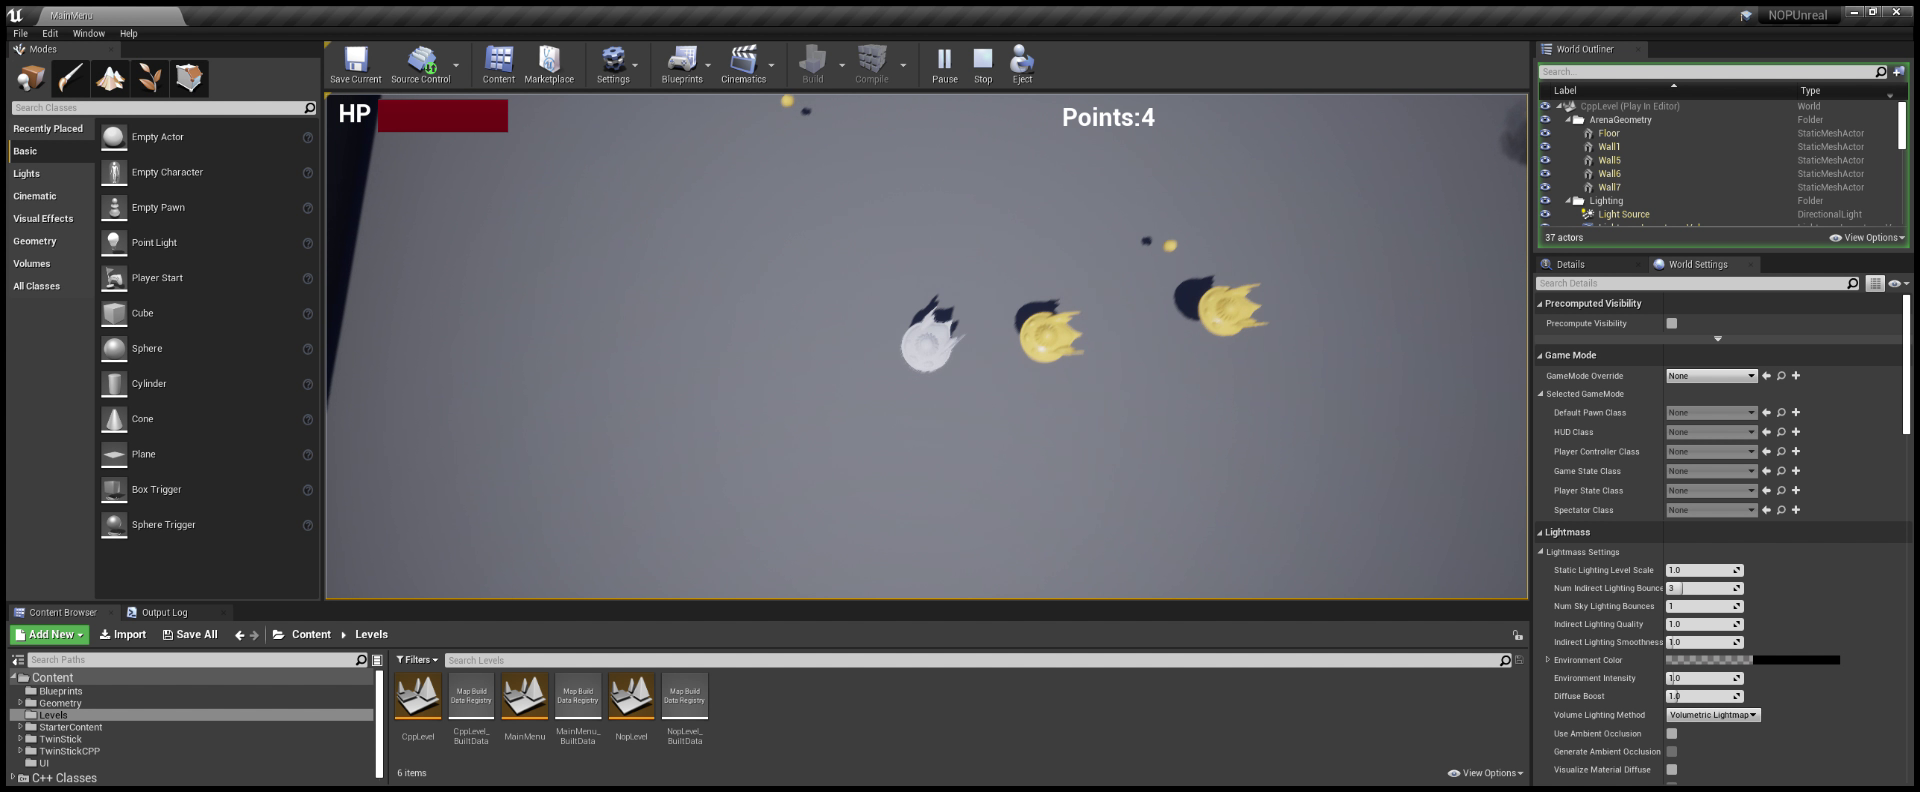 MainMenu
NOPUnreal
File Edit Window Help
Modes
Search Classes
Recently Placed
Basic
Lights
Cinematic
Visual Effects
Geometry
Volumes
All Classes
Empty Actor
Empty Character
Empty Pawn
Point Light
Player Start
Cube
Sphere
Cylinder
Cone
Plane
Box Trigger
Sphere Trigger
Save Current Source Control Content Marketplace Settings Blueprints Cinematics Build Compile Pause Stop Eject
HP
Points:4
World Outliner
Search...
Label Type
CppLevel (Play In Editor) World
ArenaGeometry Folder
Floor StaticMeshActor
Wall1 StaticMeshActor
Wall5 StaticMeshActor
Wall6 StaticMeshActor
Wall7 StaticMeshActor
Lighting Folder
Light Source DirectionalLight
37 actors View Options
Details World Settings
Search Details
Precomputed Visibility
Precompute Visibility
Game Mode
GameMode Override None
Selected GameMode
Default Pawn Class None
HUD Class None
Player Controller Class None
Game State Class None
Player State Class None
Spectator Class None
Lightmass
Lightmass Settings
Static Lighting Level Scale 1.0
Num Indirect Lighting Bounce 3
Num Sky Lighting Bounces 1
Indirect Lighting Quality 1.0
Indirect Lighting Smoothness 1.0
Environment Color
Environment Intensity 1.0
Diffuse Boost 1.0
Volume Lighting Method Volumetric Lightmap
Use Ambient Occlusion
Generate Ambient Occlusion
Visualize Material Diffuse
Content Browser Output Log
Add New Import Save All Content Levels
Search Paths
Content
Blueprints
Geometry
Levels
StarterContent
TwinStick
TwinStickCPP
UI
C++ Classes
Filters Search Levels
Map Build
Data Registry
Map Build
Data Registry
Map Build
Data Registry
CppLevel
CppLevel_
BuiltData
MainMenu
MainMenu_
BuiltData
NopLevel
NopLevel_
BuiltData
6 items View Options